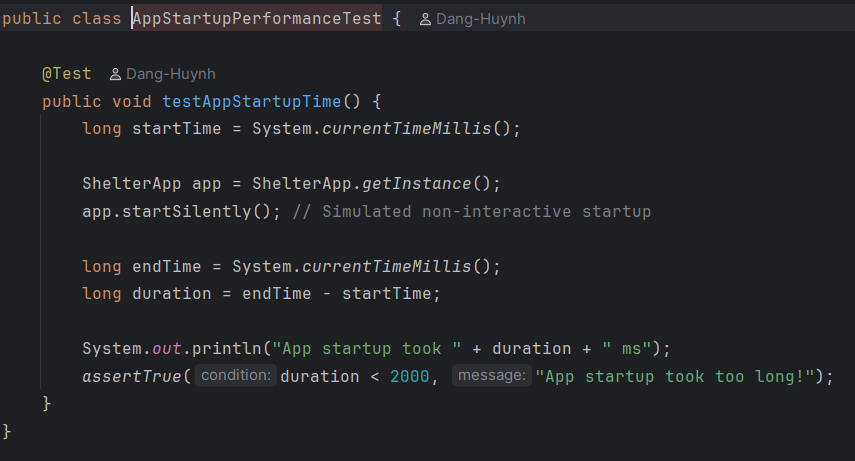 public class AppStartupPerformanceTest { Dang-Huynh
@Test Dang-Huynh
public void testAppStartupTime() {
long startTime = System.currentTimeMillis();
ShelterApp app = ShelterApp.getInstance();
app.startSilently(); // Simulated non-interactive startup
long endTime = System.currentTimeMillis();
long duration = endTime - startTime;
System.out.println("App startup took " + duration + " ms");
assertTrue( condition: duration < 2000, message: "App startup took too long!");
}
}